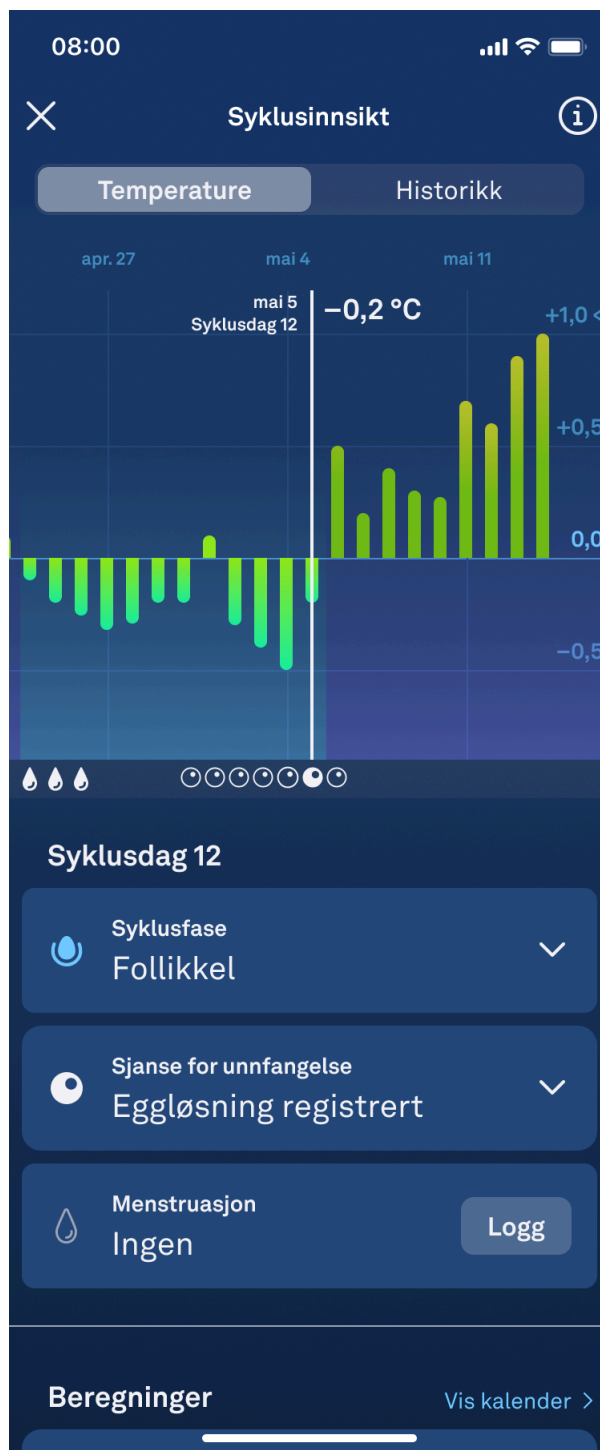 08:00
Syklusinnsikt
Temperature
Historikk
apr. 27
mai 4
mai 11
mai 5
Syklusdag 12
−0,2 °C
+1,0 <
+0,5
0,0
−0,5
Syklusdag 12
Syklusfase
Follikkel
Sjanse for unnfangelse
Eggløsning registrert
Menstruasjon
Ingen
Logg
Beregninger
Vis kalender >